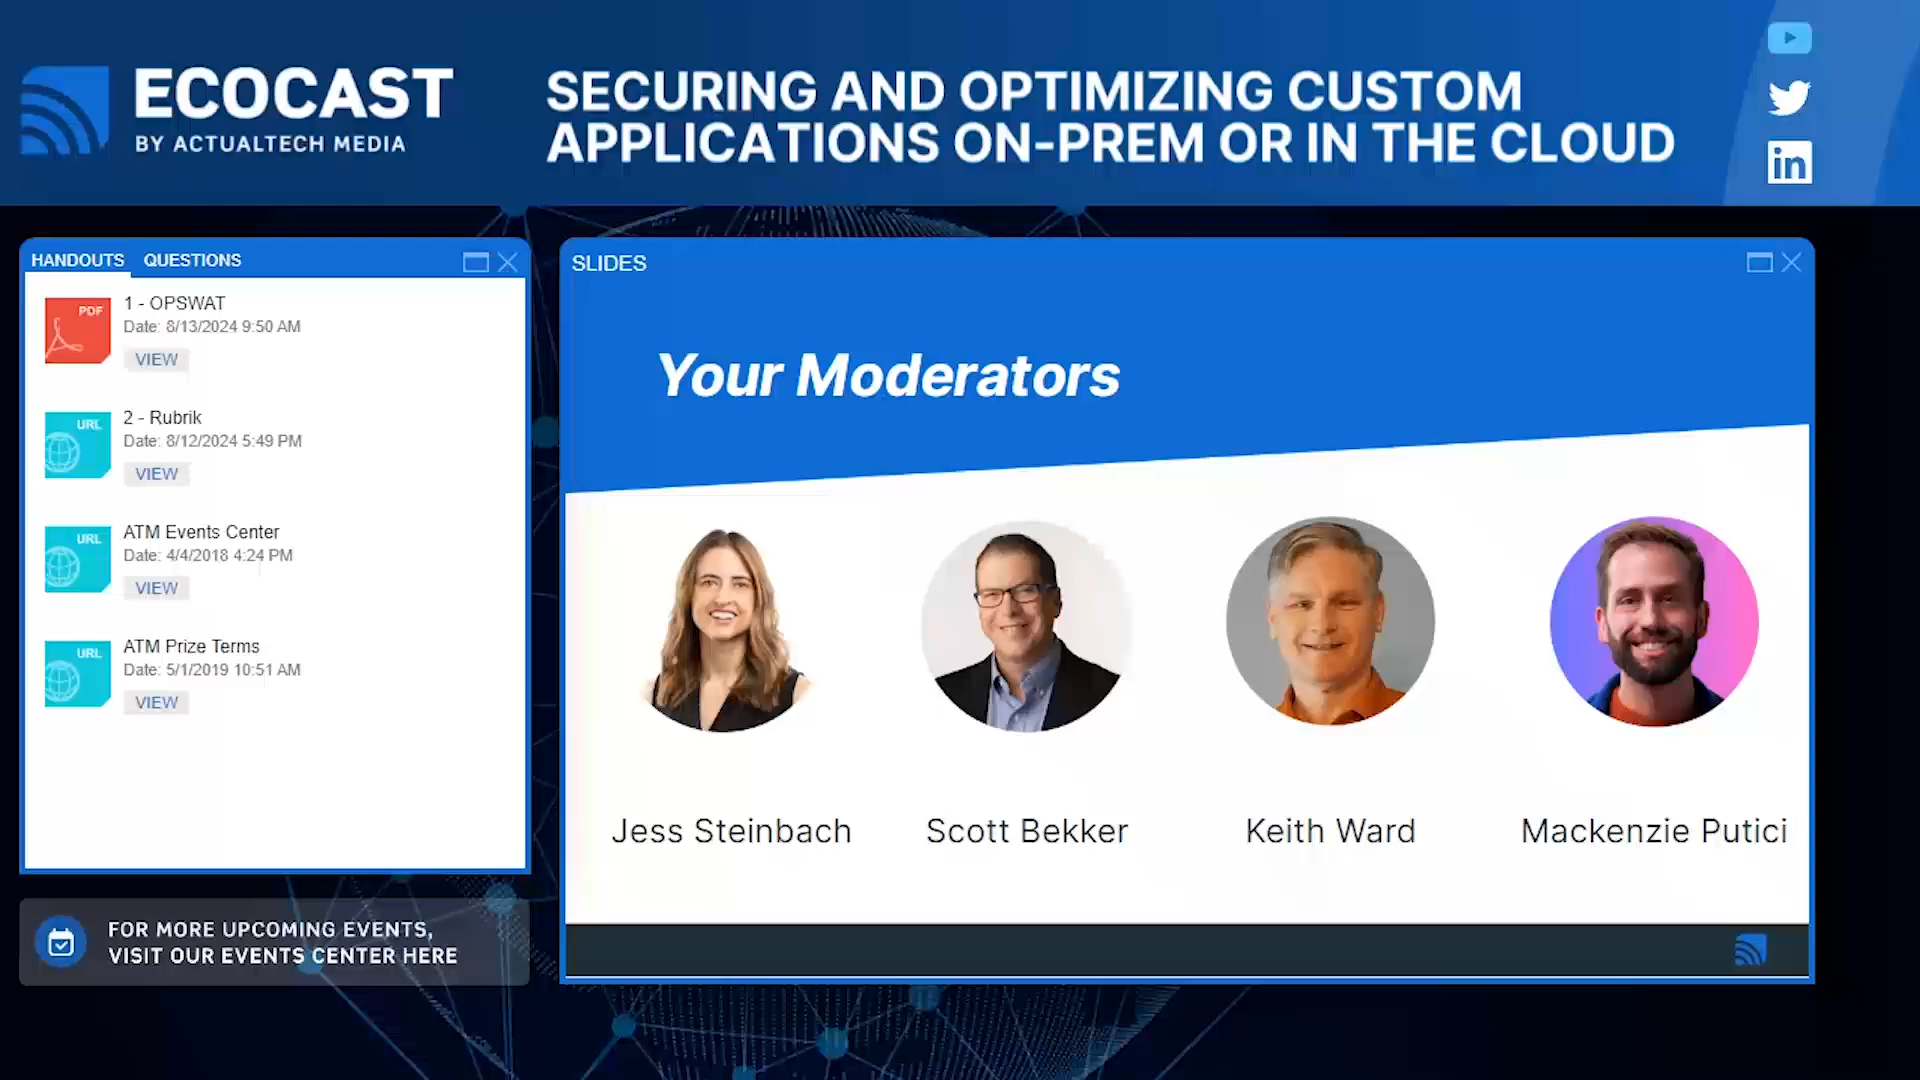 ECOCAST
BY ACTUALTECH MEDIA
SECURING AND OPTIMIZING CUSTOM
APPLICATIONS ON-PREM OR IN THE CLOUD
in
HANDOUTS QUESTIONS
PDF
1 - OPSWAT
Date: 8/13/2024 9:50 AM
VIEW
URL
2 - Rubrik
Date: 8/12/2024 5:49 PM
VIEW
URL
ATM Events Center
Date: 4/4/2018 4:24 PM
VIEW
URL
ATM Prize Terms
Date: 5/1/2019 10:51 AM
VIEW
FOR MORE UPCOMING EVENTS,
VISIT OUR EVENTS CENTER HERE
SLIDES
Your Moderators
Jess Steinbach
Scott Bekker
Keith Ward
Mackenzie Putici